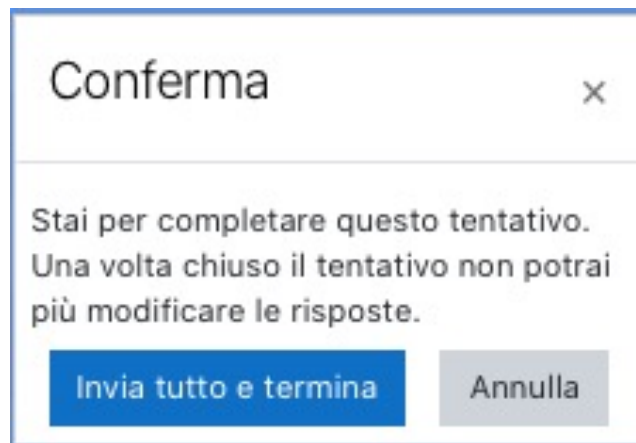 Conferma
×
Stai per completare questo tentativo.
Una volta chiuso il tentativo non potrai
più modificare le risposte.
Invia tutto e termina
Annulla